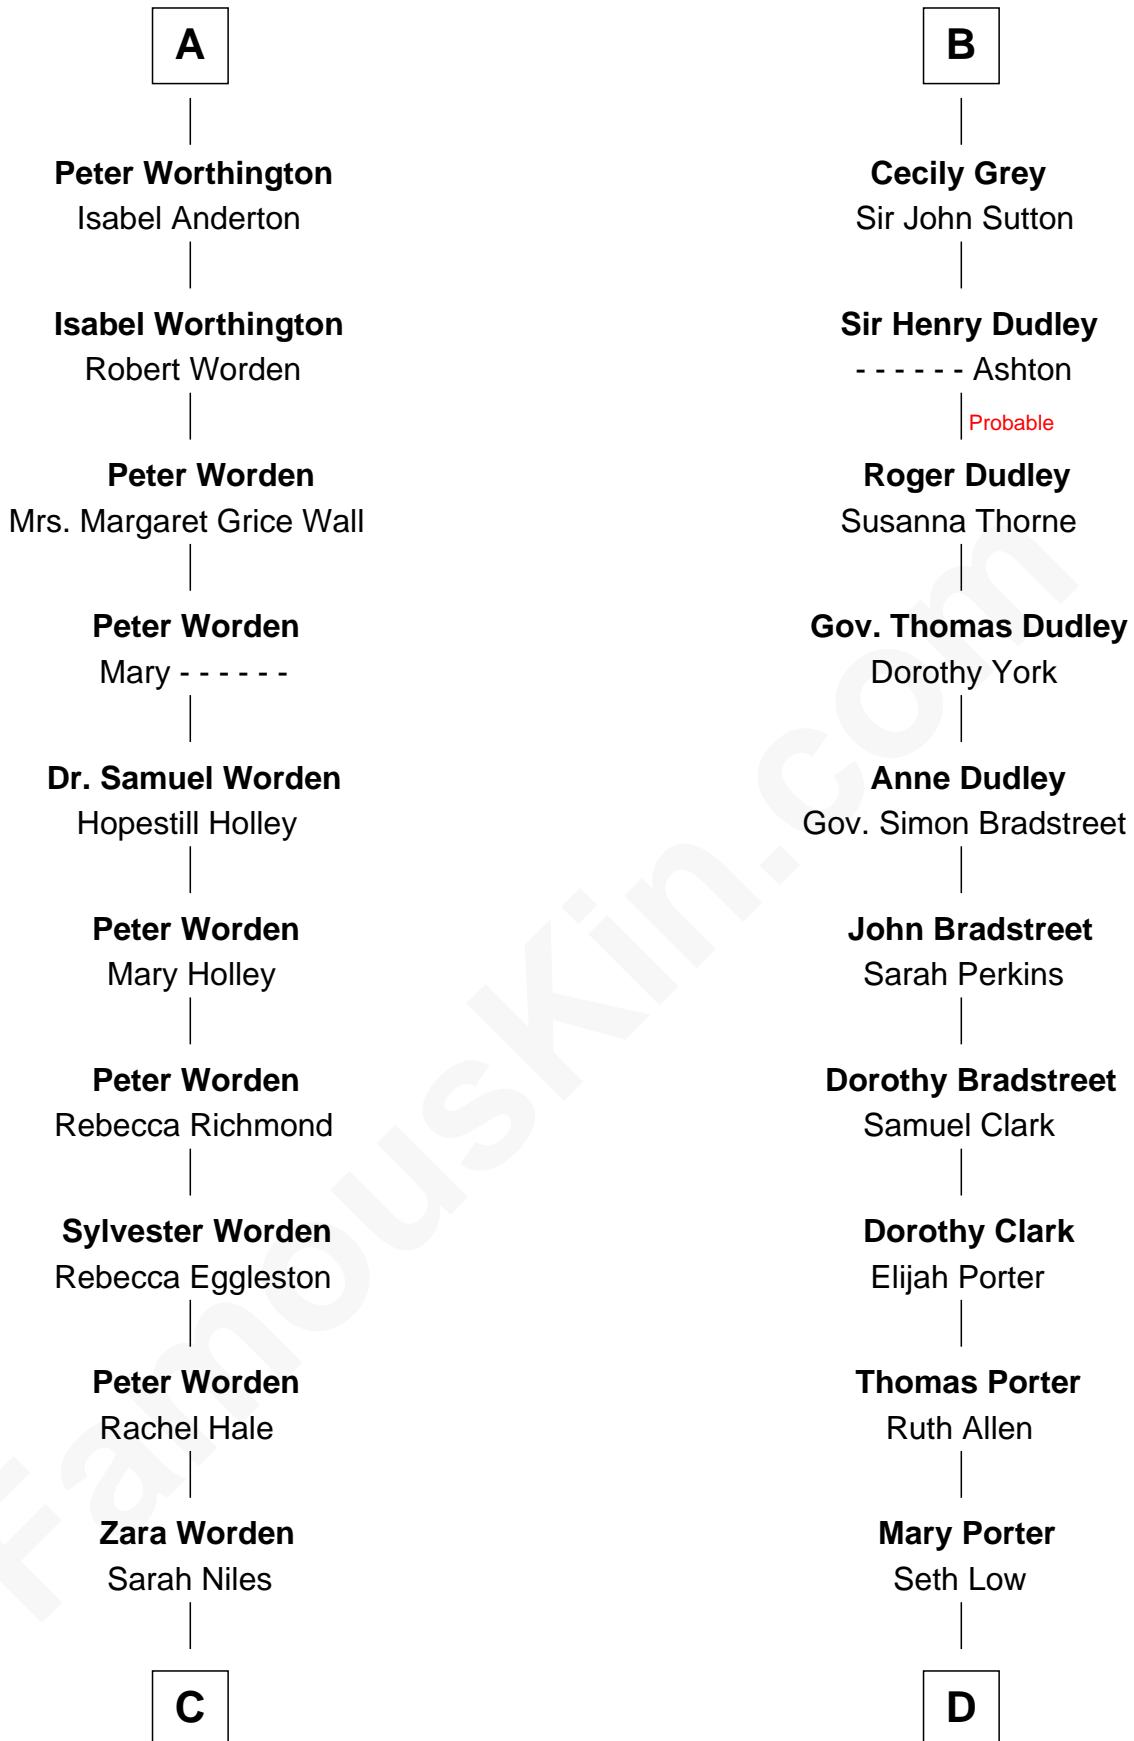 A
Peter Worthington
Isabel Anderton
Isabel Worthington
Robert Worden
Peter Worden
Mrs. Margaret Grice Wall
Peter Worden
Mary - - - - - -
Dr. Samuel Worden
Hopestill Holley
Peter Worden
Mary Holley
Peter Worden
Rebecca Richmond
Sylvester Worden
Rebecca Eggleston
Peter Worden
Rachel Hale
Zara Worden
Sarah Niles
C
B
Cecily Grey
Sir John Sutton
Sir Henry Dudley
- - - - - - Ashton
Probable
Roger Dudley
Susanna Thorne
Gov. Thomas Dudley
Dorothy York
Anne Dudley
Gov. Simon Bradstreet
John Bradstreet
Sarah Perkins
Dorothy Bradstreet
Samuel Clark
Dorothy Clark
Elijah Porter
Thomas Porter
Ruth Allen
Mary Porter
Seth Low
D
FamousKin.com